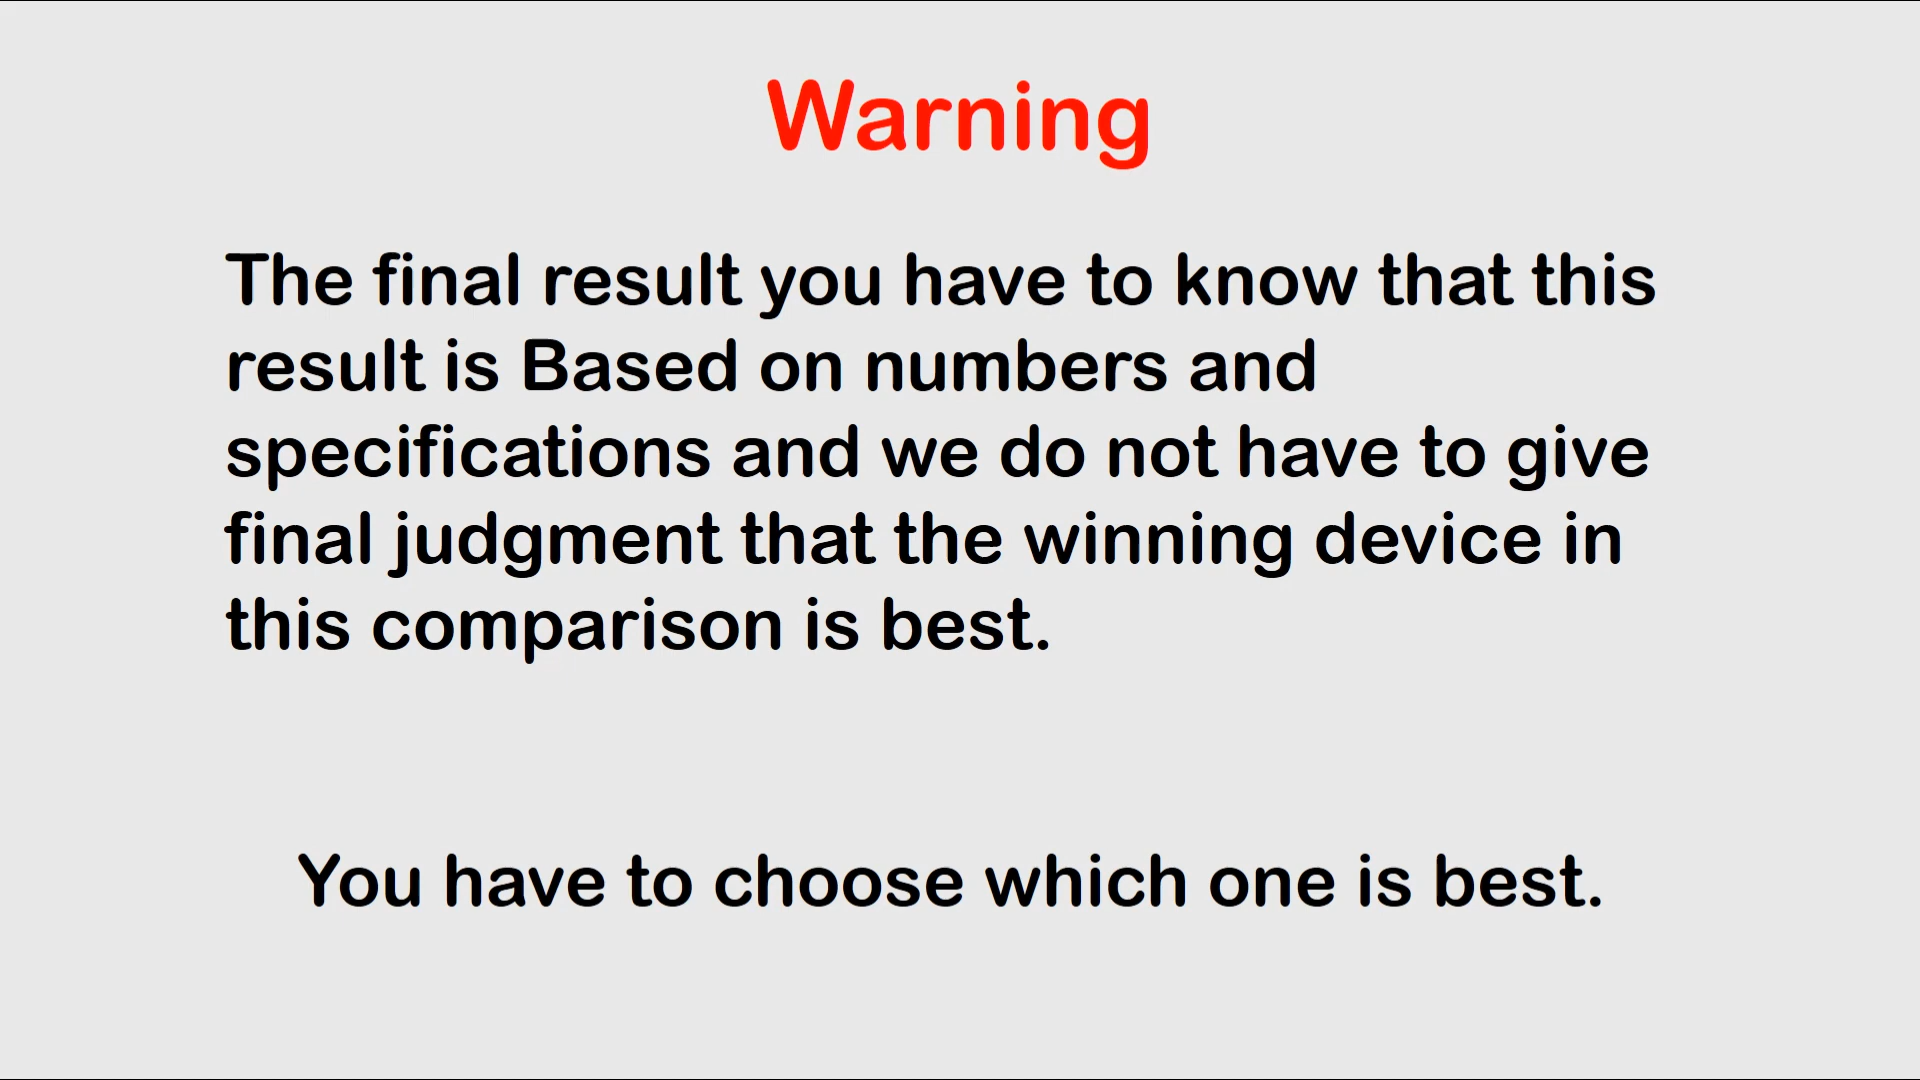 Warning
The final result you have to know that this
result is Based on numbers and
specifications and we do not have to give
final judgment that the winning device in
this comparison is best.
You have to choose which one is best.